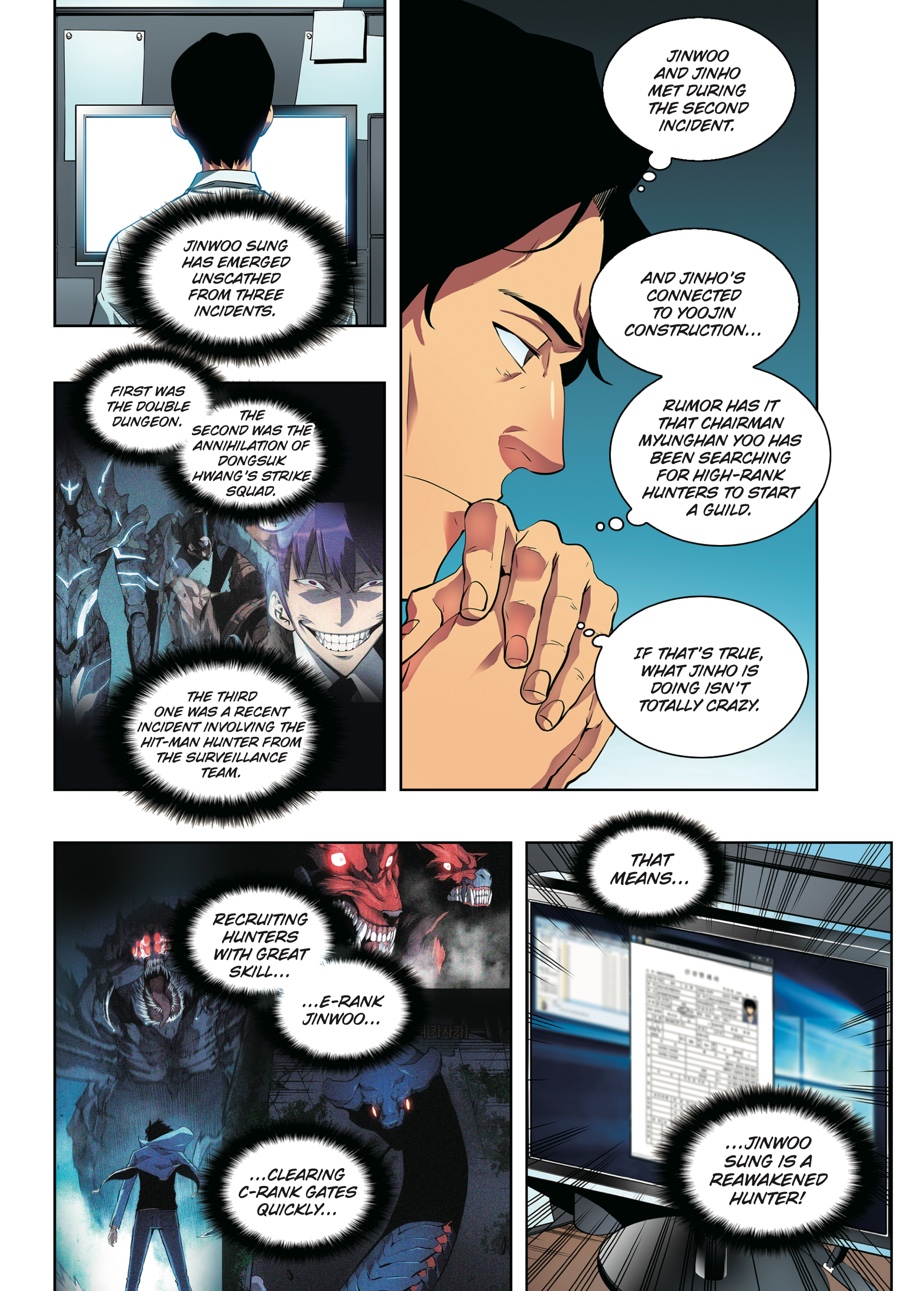 JINWOO SUNG
HAS EMERGED
UNSCATHED
FROM THREE
INCIDENTS.
FIRST WAS
THE DOUBLE
DUNGEON.
THE
SECOND WAS THE
ANNIHILATION OF
DONGSUK
HWANG'S STRIKE
SQUAD.
THE THIRD
ONE WAS A RECENT
INCIDENT INVOLVING THE
HIT-MAN HUNTER FROM
THE SURVEILLANCE
TEAM.
JINWOO
AND JINHO
MET DURING
THE SECOND
INCIDENT.
AND JINHO'S
CONNECTED
TO YOOJIN
CONSTRUCTION...
RUMOR HAS IT
THAT CHAIRMAN
MYUNGHAN YOO HAS
BEEN SEARCHING
FOR HIGH-RANK
HUNTERS TO START
A GUILD.
IF THAT'S TRUE,
WHAT JINHO IS
DOING ISN'T
TOTALLY CRAZY.
RECRUITING
HUNTERS
WITH GREAT
SKILL...
...E-RANK
JINWOO...
...CLEARING
C-RANK GATES
QUICKLY...
THAT
MEANS...
...JINWOO
SUNG IS A
REAWAKENED
HUNTER!